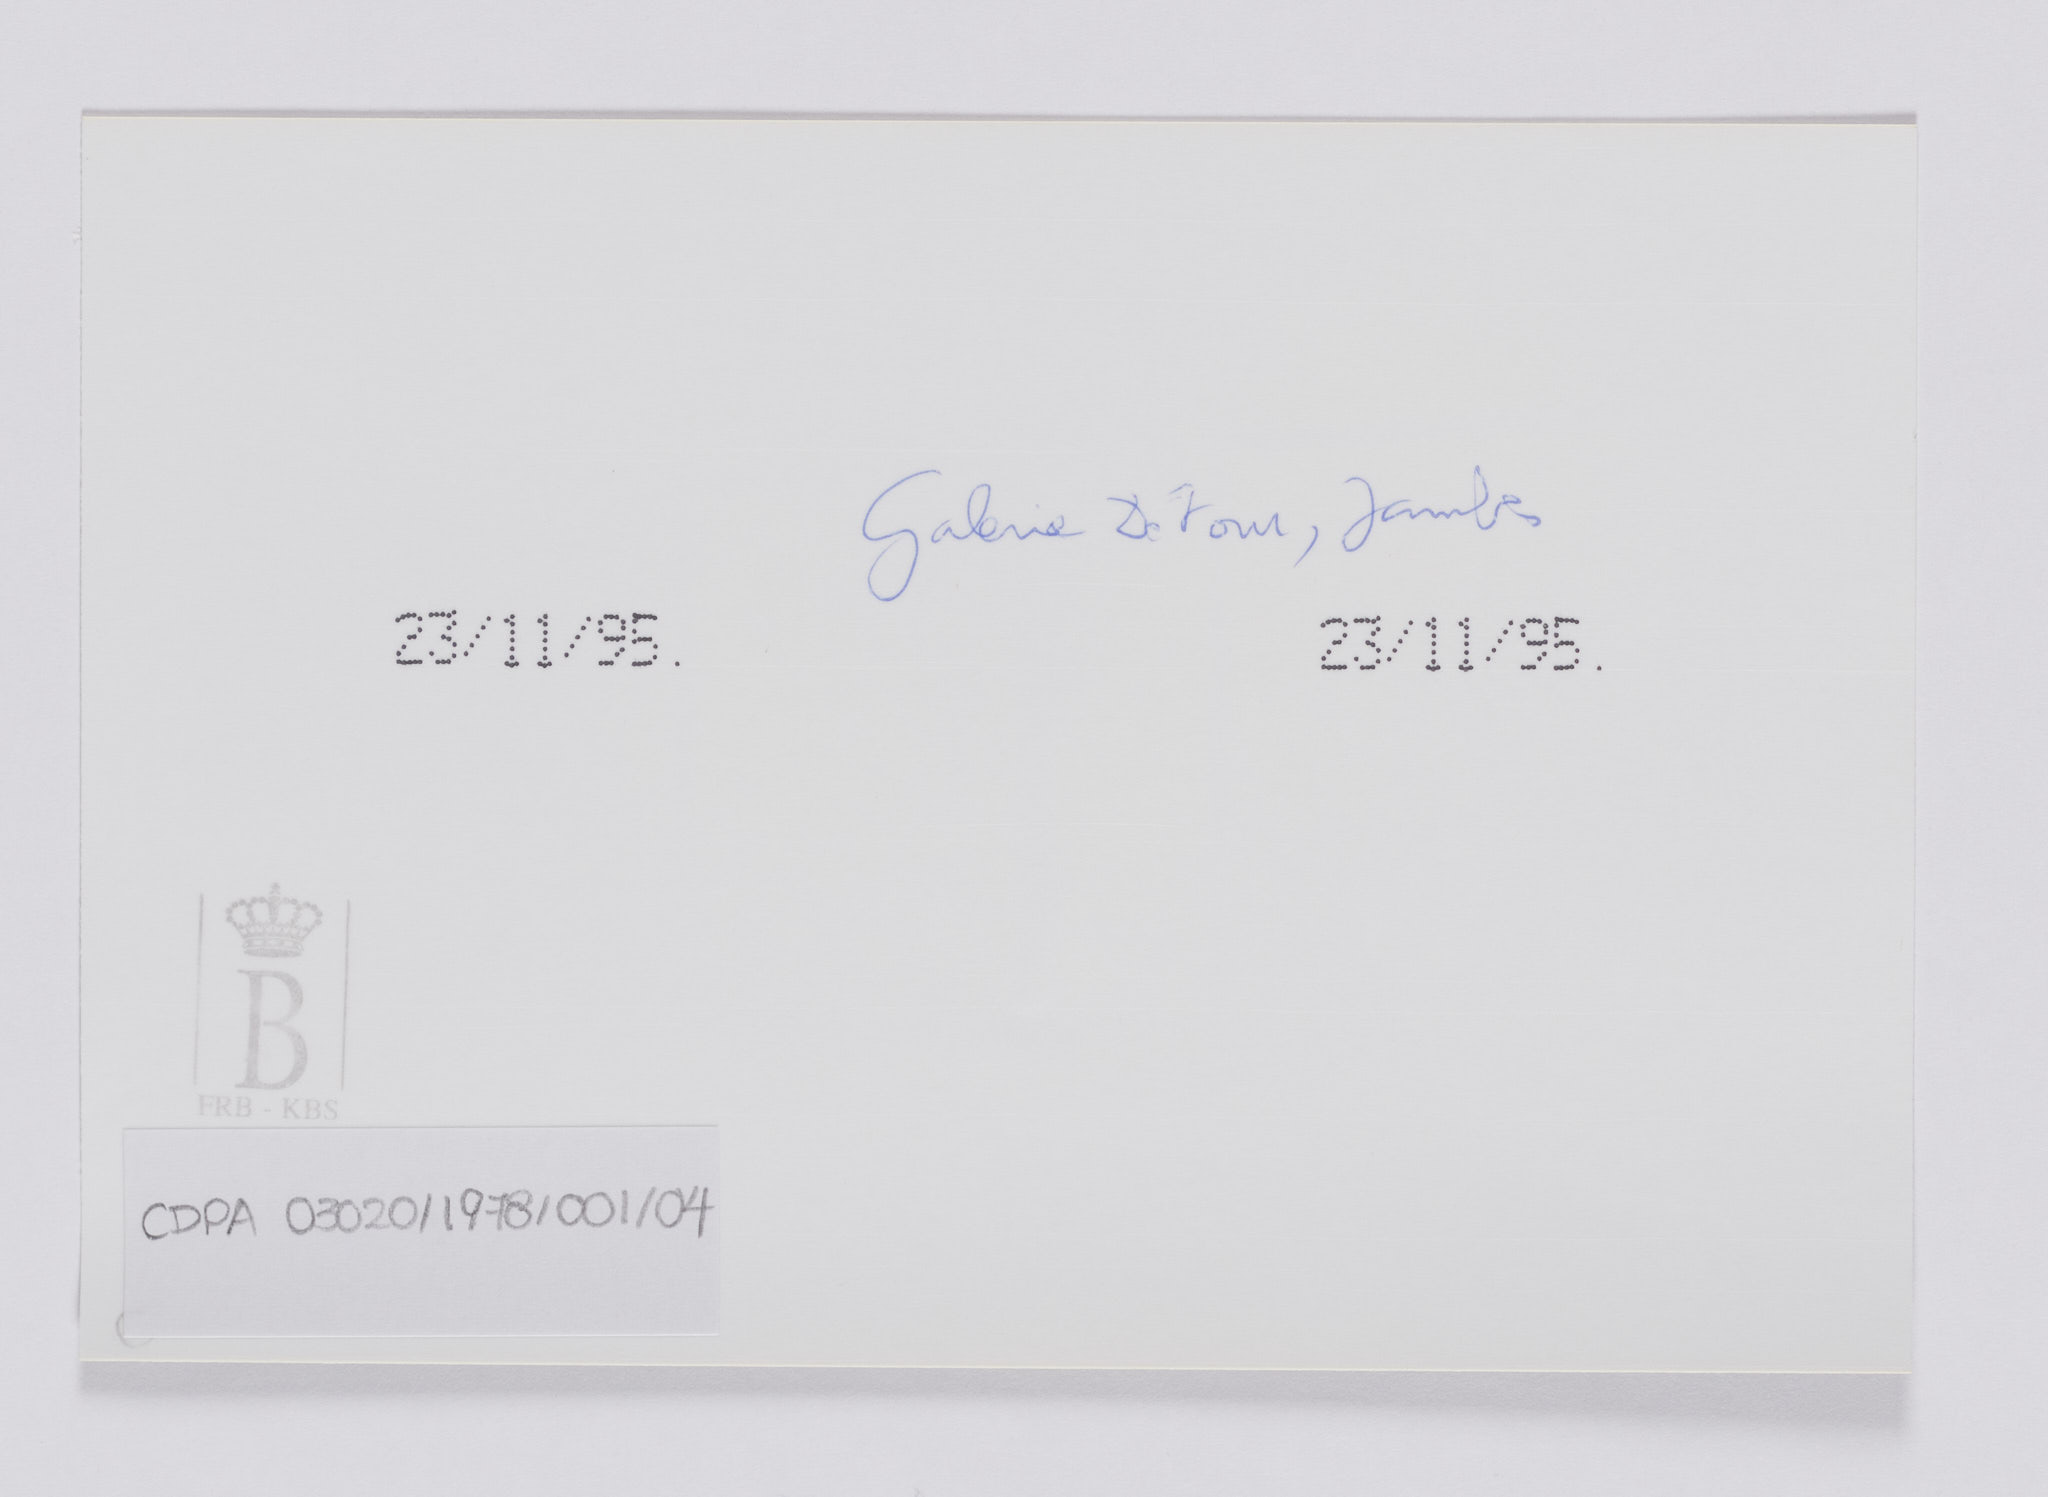 Galerie DéTour, Jambes
23/11/95. 23/11/95.
B
FRB - KBS
CDPA 03020/1978/001/04